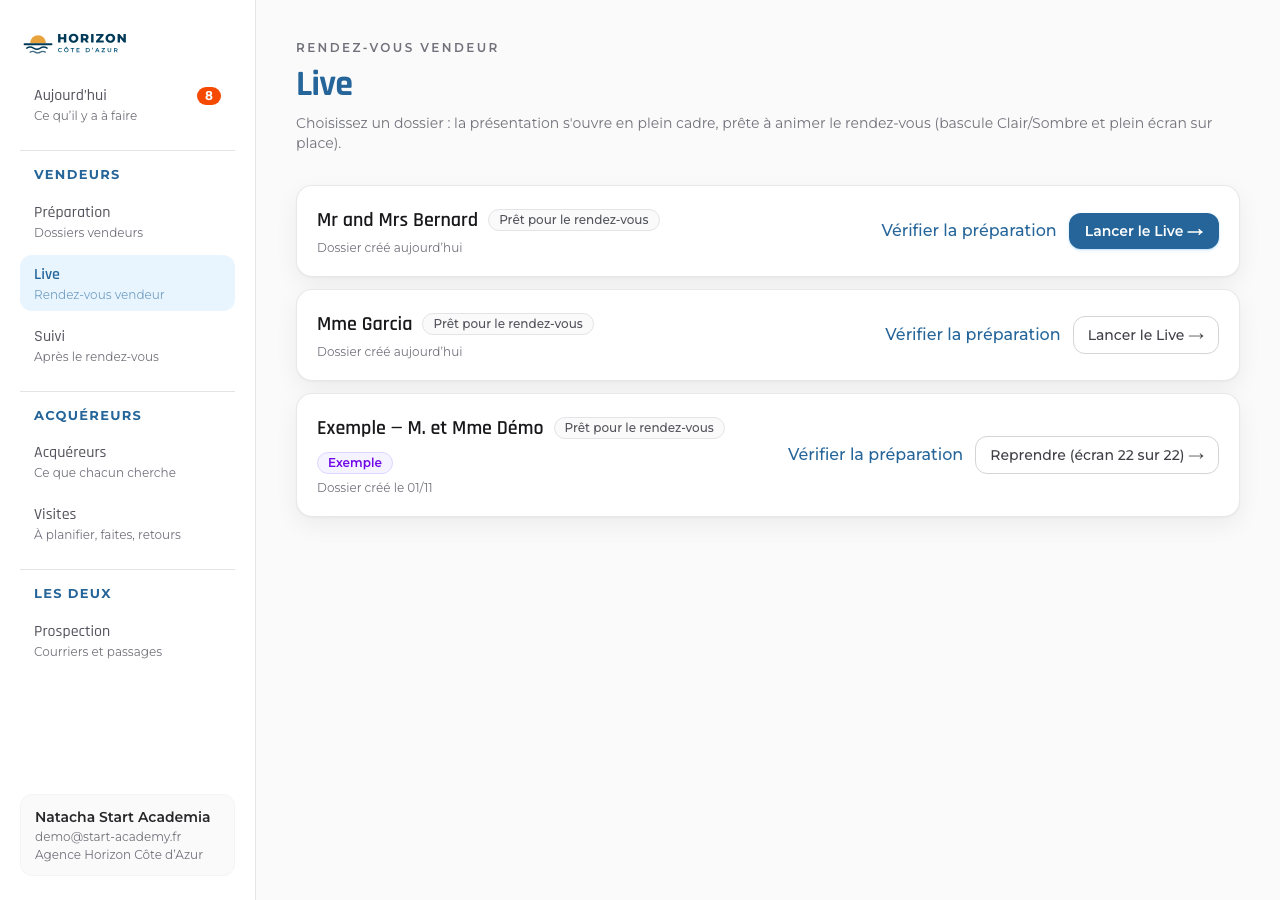 HORIZON
CÔTE D'AZUR
Aujourd'hui
8
Ce qu'il y a à faire
VENDEURS
Préparation
Dossiers vendeurs
Live
Rendez-vous vendeur
Suivi
Après le rendez-vous
ACQUÉREURS
Acquéreurs
Ce que chacun cherche
Visites
À planifier, faites, retours
LES DEUX
Prospection
Courriers et passages
Natacha Start Academia
demo@start-academy.fr
Agence Horizon Côte d'Azur
RENDEZ-VOUS VENDEUR
Live
Choisissez un dossier : la présentation s'ouvre en plein cadre, prête à animer le rendez-vous (bascule Clair/Sombre et plein écran sur
place).
Mr and Mrs Bernard Prêt pour le rendez-vous
Dossier créé aujourd'hui
Vérifier la préparation Lancer le Live →
Mme Garcia Prêt pour le rendez-vous
Dossier créé aujourd'hui
Vérifier la préparation Lancer le Live →
Exemple — M. et Mme Démo Prêt pour le rendez-vous
Exemple
Dossier créé le 01/11
Vérifier la préparation Reprendre (écran 22 sur 22) →